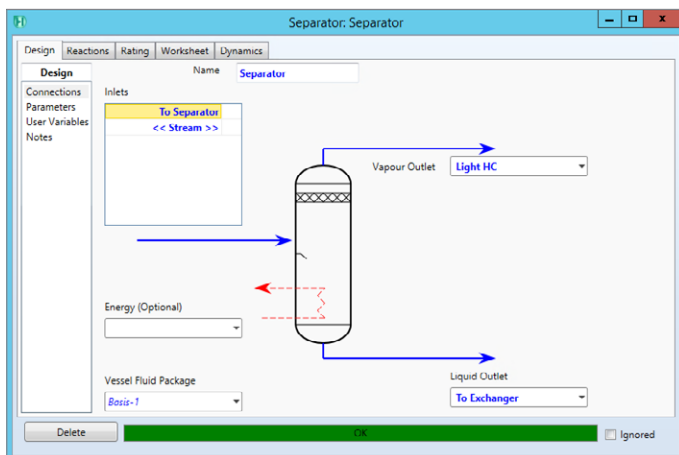 Separator: Separator
Design Reactions Rating Worksheet Dynamics
Design
Connections
Parameters
User Variables
Notes
Name Separator
Inlets
To Separator
<< Stream >>
Vapour Outlet Light HC
Energy (Optional)
Vessel Fluid Package
Basis-1
Liquid Outlet
To Exchanger
Delete
OK
Ignored